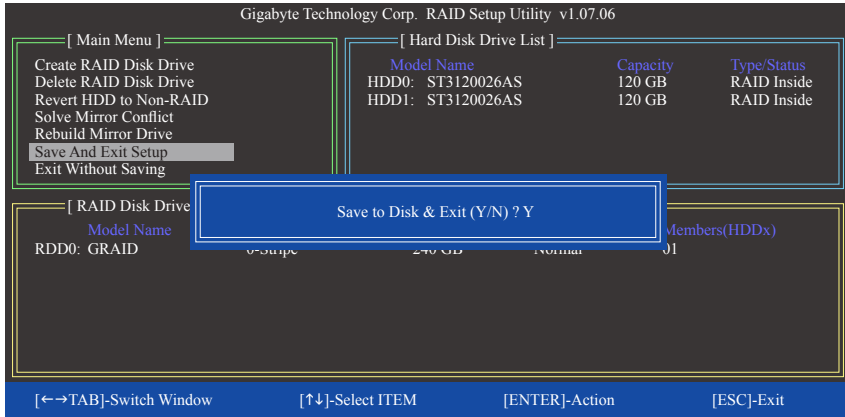 Gigabyte Technology Corp. RAID Setup Utility v1.07.06
[ Main Menu ]
Create RAID Disk Drive
Delete RAID Disk Drive
Revert HDD to Non-RAID
Solve Mirror Conflict
Rebuild Mirror Drive
Save And Exit Setup
Exit Without Saving
[ Hard Disk Drive List ]
Model Name Capacity Type/Status
HDD0: ST3120026AS 120 GB RAID Inside
HDD1: ST3120026AS 120 GB RAID Inside
Save to Disk & Exit (Y/N) ? Y
[ RAID Disk Drive
Model Name Members(HDDx)
RDD0: GRAID 0-Stripe 240 GB Normal 01
[←→TAB]-Switch Window [↑↓]-Select ITEM [ENTER]-Action [ESC]-Exit